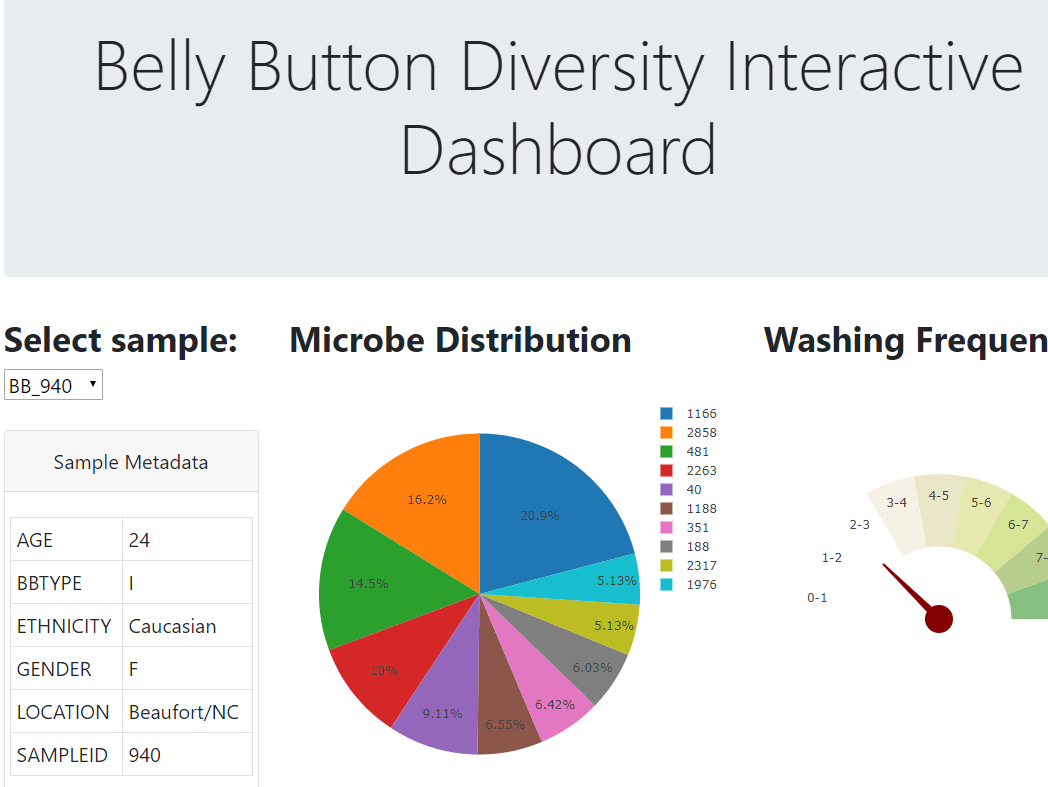 Belly Button Diversity Interactive
Dashboard
Select sample:
BB_940
Sample Metadata
AGE 24
BBTYPE I
ETHNICITY Caucasian
GENDER F
LOCATION Beaufort/NC
SAMPLEID 940
Microbe Distribution
20.9%
16.2%
14.5%
10%
9.11%
6.55%
6.42%
6.03%
5.13%
5.13%
1166
2858
481
2263
40
1188
351
188
2317
1976
Washing Frequen
0-1
1-2
2-3
3-4
4-5
5-6
6-7
7-